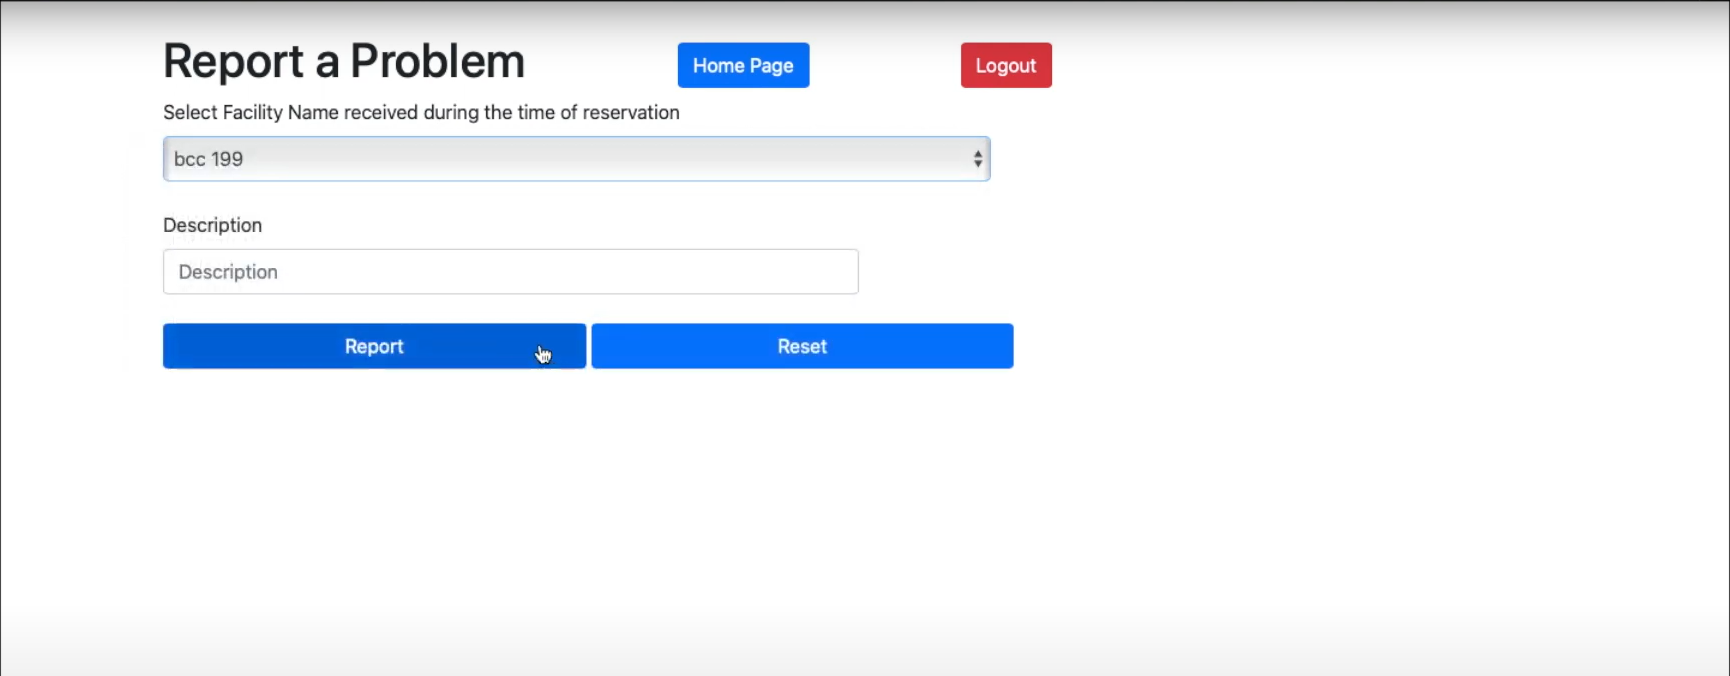 Report a Problem
Home Page
Logout
Select Facility Name received during the time of reservation
bcc 199
Description
Description
Report
Reset